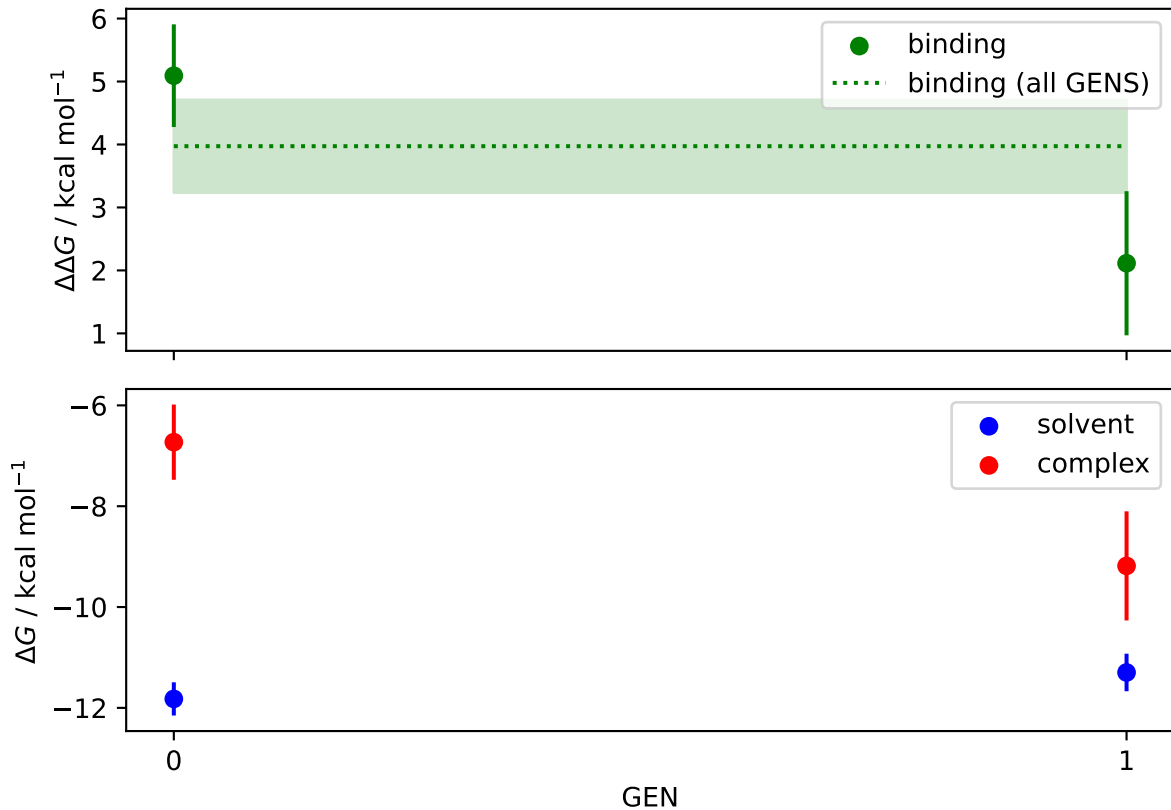 6
5
4
3
2
1
ΔΔG / kcal mol⁻¹
binding
binding (all GENS)
−6
−8
−10
−12
ΔG / kcal mol⁻¹
solvent
complex
0
1
GEN